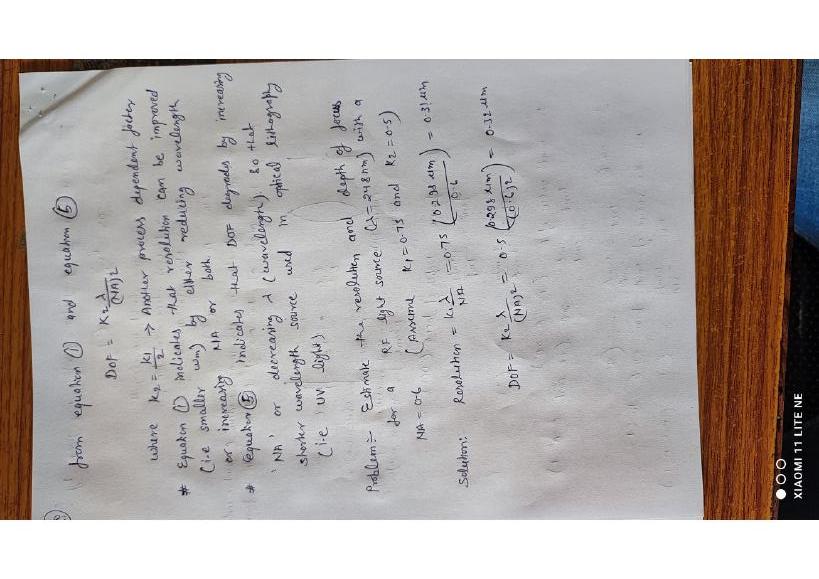 from equation ① and equation ⑤
DOF = K2 λ/(NA)2
where K2 = K1/2 → Another process dependent factor
* Equation ① indicates that resolution can be improved
(i.e smaller wm) by either reducing wavelength
or increasing NA or both
* equation ⑤ indicates that DOF degrades by increasing
'NA' or decreasing λ (wavelength). So that
shorter wavelength source used in optical lithography
(i.e uv light).
Problem:- Estimate the resolution and depth of focus
for a RF light source (λ = 248nm) with a
NA = 0.6 (Assume K1 = 0.75 and K2 = 0.5)
Solution: Resolution = K1 λ/NA = 0.75 (0.298 um/0.6) = 0.31 um
DOF = K2 λ/(NA)2 = 0.5 (0.298 um/(0.6)2) = 0.32 um
XIAOMI 11 LITE NE